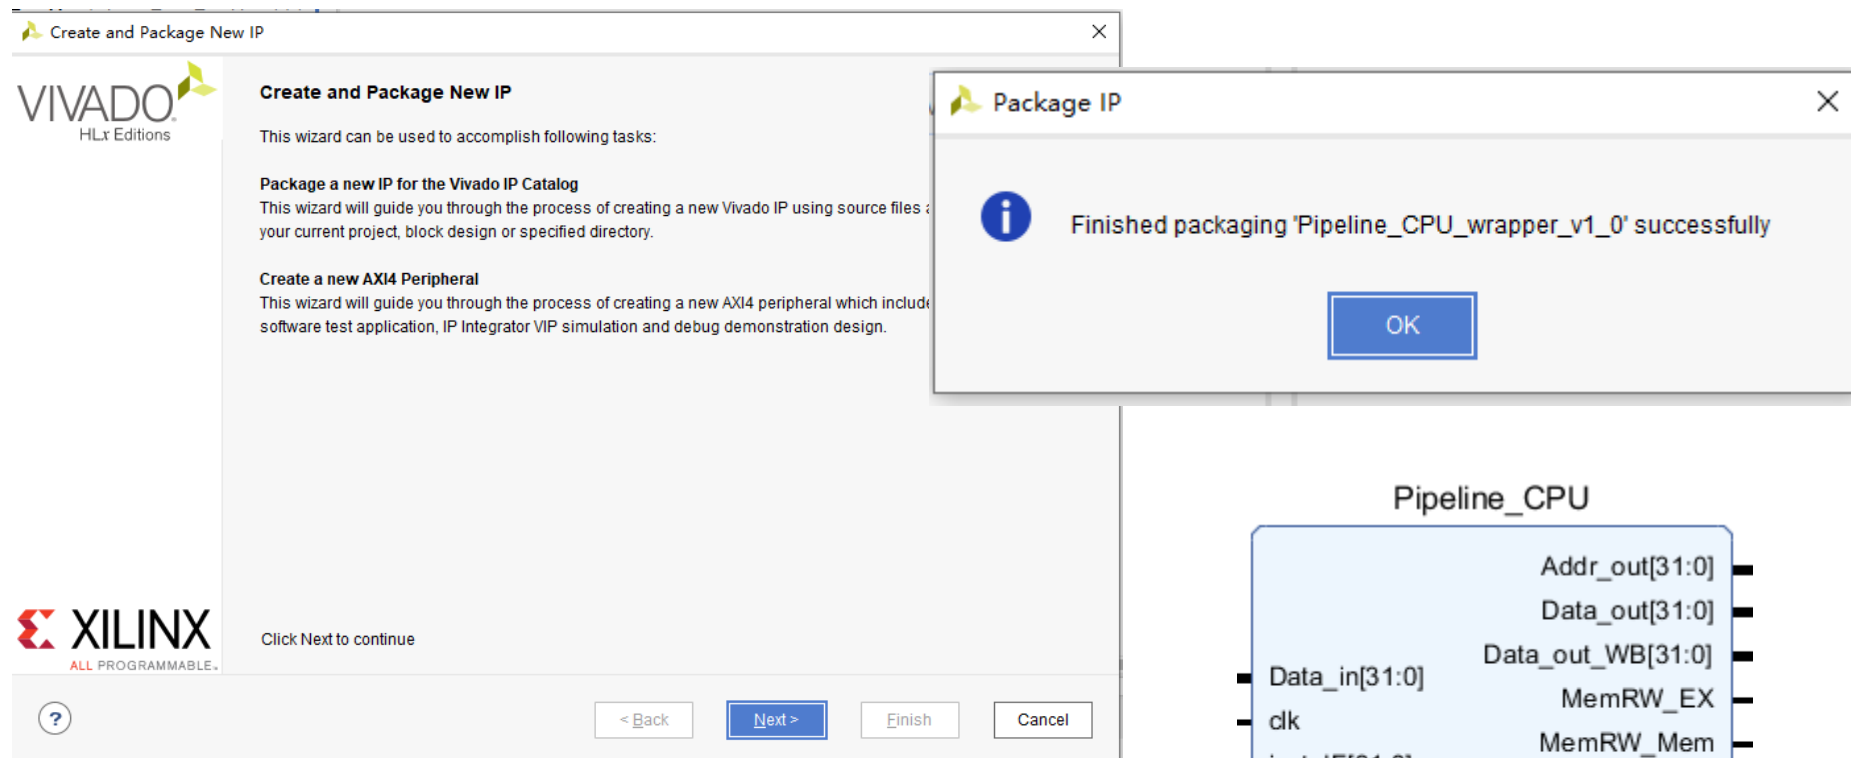 Create and Package New IP
VIVADO
HLx Editions
Create and Package New IP
This wizard can be used to accomplish following tasks:
Package a new IP for the Vivado IP Catalog
This wizard will guide you through the process of creating a new Vivado IP using source files
your current project, block design or specified directory.
Create a new AXI4 Peripheral
This wizard will guide you through the process of creating a new AXI4 peripheral which include
software test application, IP Integrator VIP simulation and debug demonstration design.
XILINX
ALL PROGRAMMABLE.
Click Next to continue
?
< Back
Next >
Finish
Cancel
Package IP
Finished packaging 'Pipeline_CPU_wrapper_v1_0' successfully
OK
Pipeline_CPU
Addr_out[31:0]
Data_out[31:0]
Data_out_WB[31:0]
Data_in[31:0]
MemRW_EX
clk
MemRW_Mem